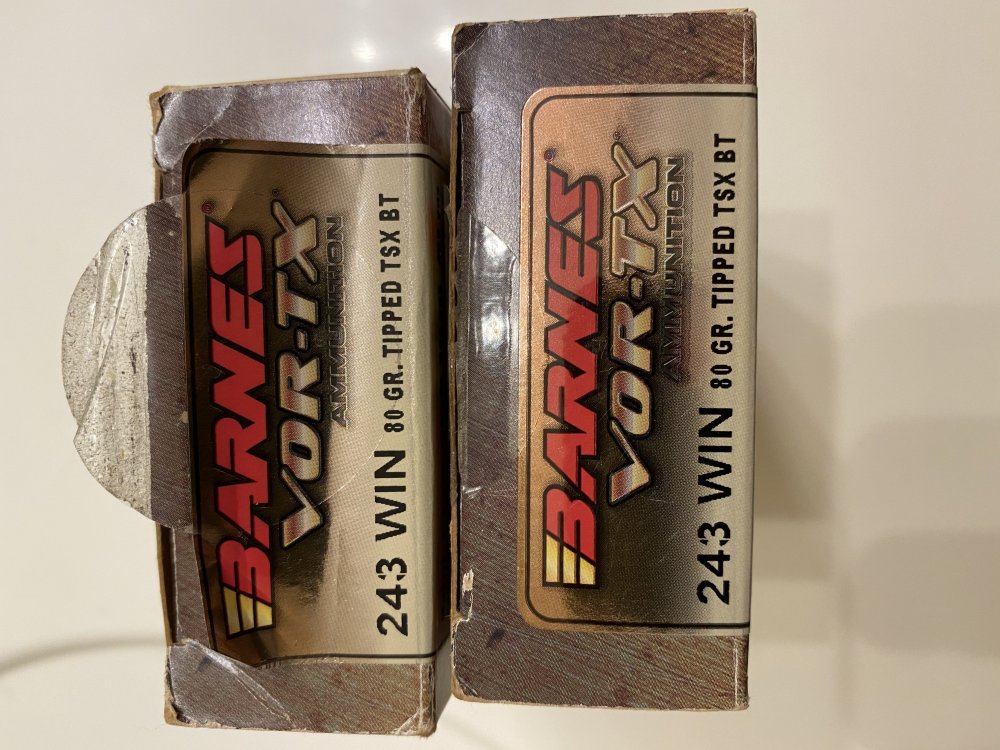 BARNES®
VOR-TX®
AMMUNITION
243 WIN 80 GR. TIPPED TSX BT
BARNES®
VOR-TX®
AMMUNITION
243 WIN 80 GR. TIPPED TSX BT